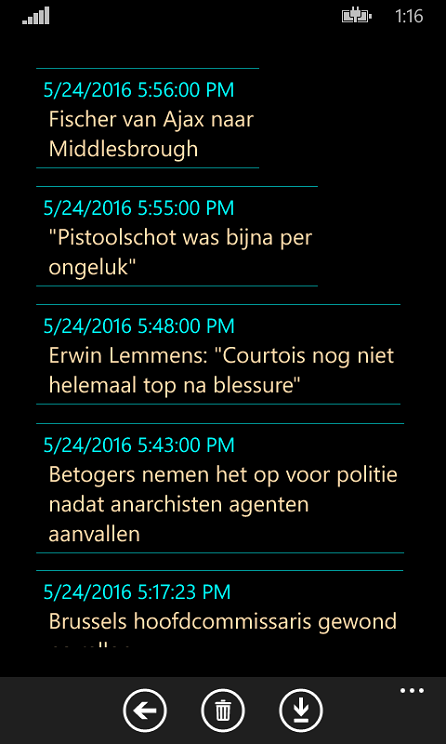 1:16
5/24/2016 5:56:00 PM
Fischer van Ajax naar
Middlesbrough
5/24/2016 5:55:00 PM
"Pistoolschot was bijna per
ongeluk"
5/24/2016 5:48:00 PM
Erwin Lemmens: "Courtois nog niet
helemaal top na blessure"
5/24/2016 5:43:00 PM
Betogers nemen het op voor politie
nadat anarchisten agenten
aanvallen
5/24/2016 5:17:23 PM
Brussels hoofdcommissaris gewond